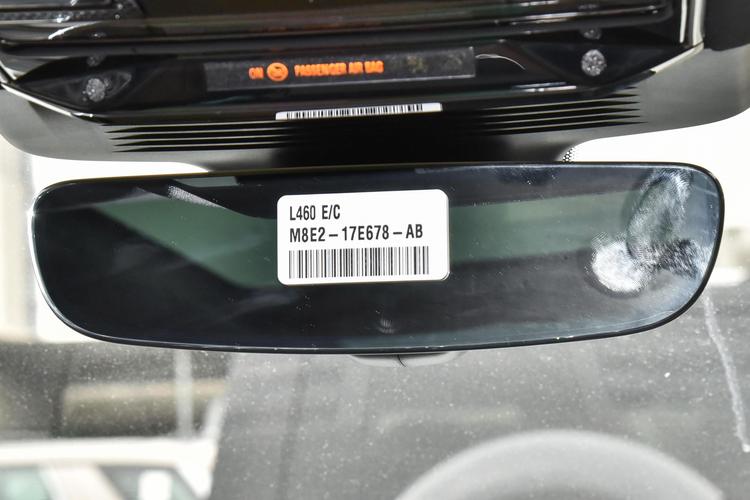 ON PASSENGER AIR BAG
L460 E/C
M8E2-17E678-AB